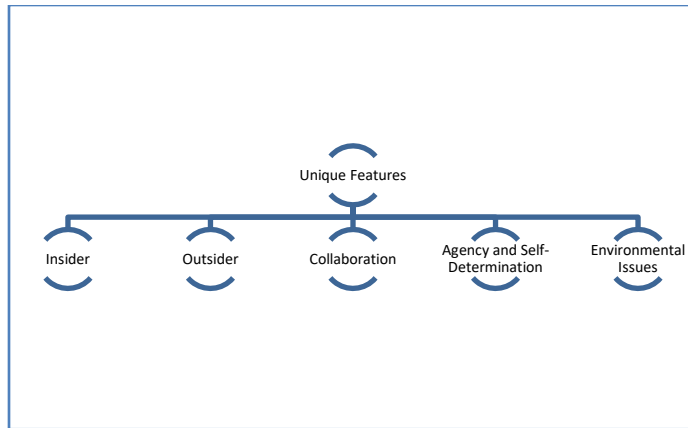 Unique Features
Insider
Outsider
Collaboration
Agency and Self-
Determination
Environmental
Issues